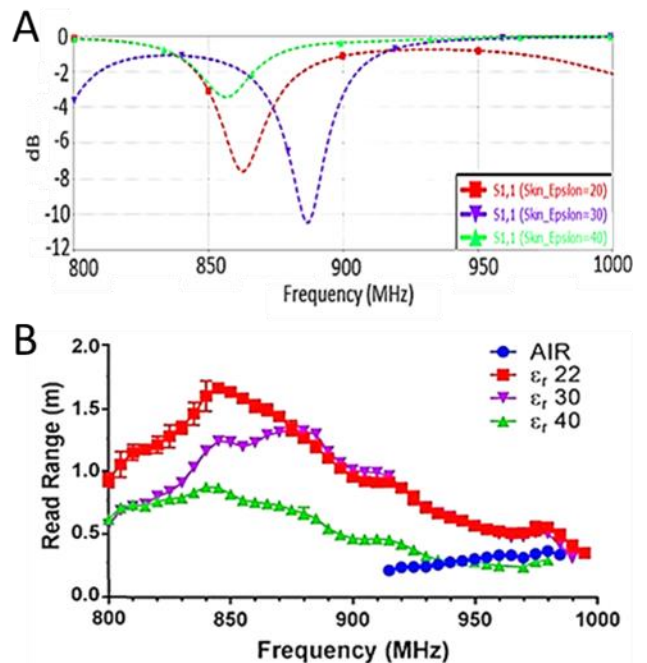 A
0
-2
-4
-6
-8
-10
-12
dB
800 850 900 950 1000
Frequency (MHz)
S1,1 (Skn_Epslon=20)
S1,1 (Skn_Epslon=30)
S1,1 (Skn_Epslon=40)
B
2.0
1.5
1.0
0.5
0.0
Read Range (m)
800 850 900 950 1000
Frequency (MHz)
AIR
εr 22
εr 30
εr 40